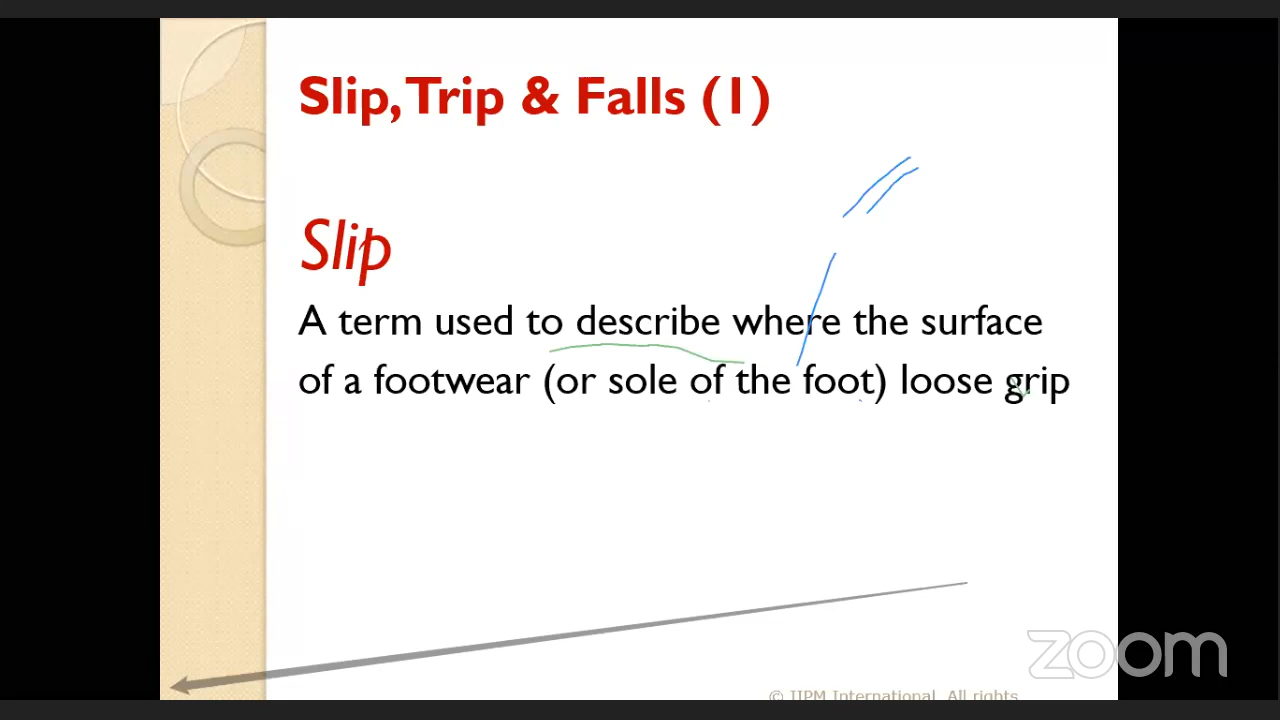 Slip, Trip & Falls (1)
Slip
A term used to describe where the surface
of a footwear (or sole of the foot) loose grip
zoom
© IIPM International. All rights